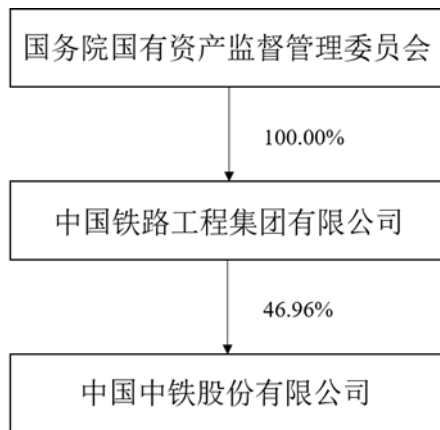 国务院国有资产监督管理委员会
100.00%
中国铁路工程集团有限公司
46.96%
中国中铁股份有限公司